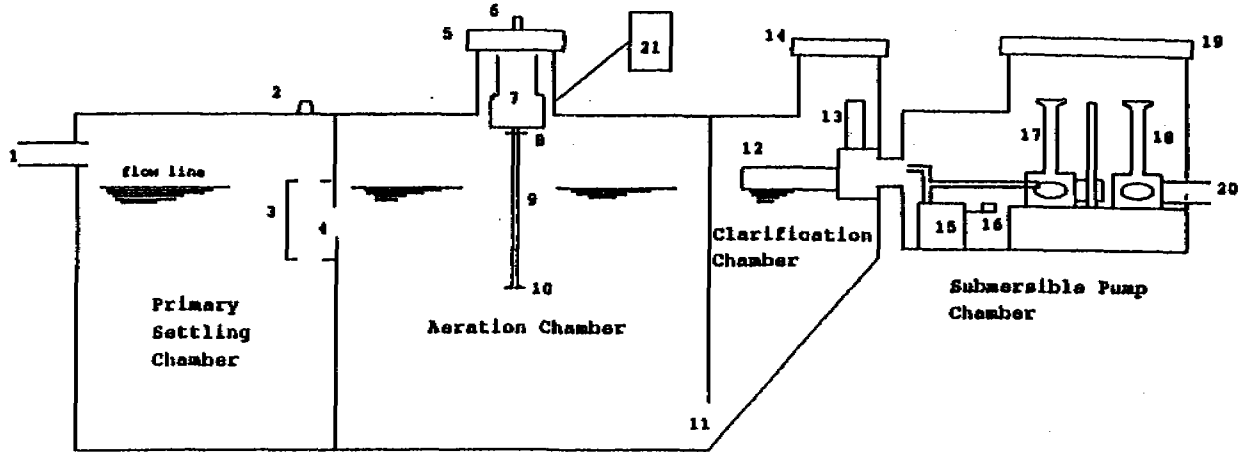 6
5
14
19
21
2
7
13
17
18
1
8
12
flow line
20
3
4
9
15
16
Clarification
Chamber
10
Submersible Pump
Chamber
Primary
Settling
Chamber
Aeration Chamber
11